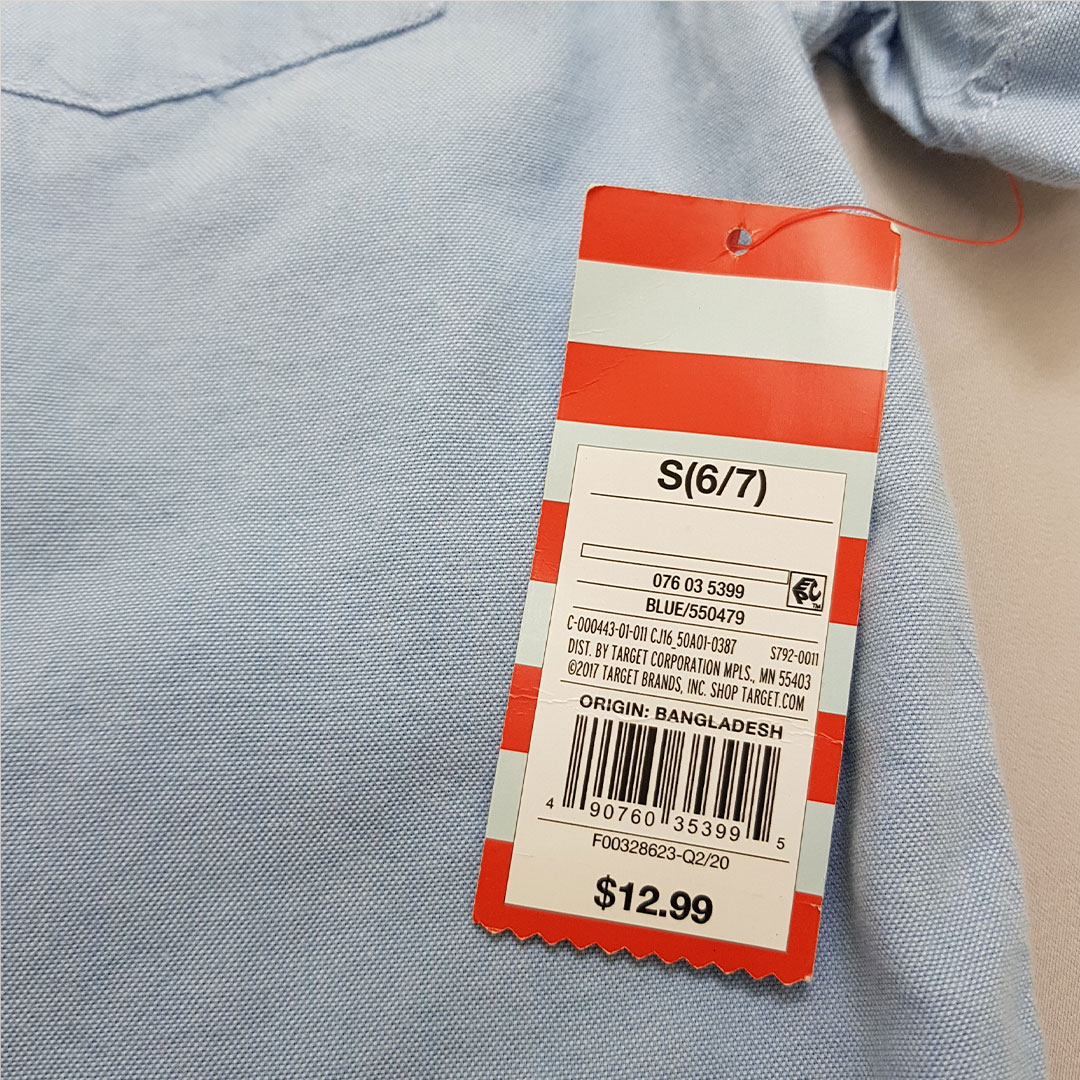 S(6/7)
076 03 5399
EPC™
BLUE/550479
C-000443-01-011 CJ16_50A01-0387 S792-0011
DIST. BY TARGET CORPORATION MPLS., MN 55403
©2017 TARGET BRANDS, INC. SHOP TARGET.COM
ORIGIN: BANGLADESH
4 90760 35399 5
F00328623-Q2/20
$12.99